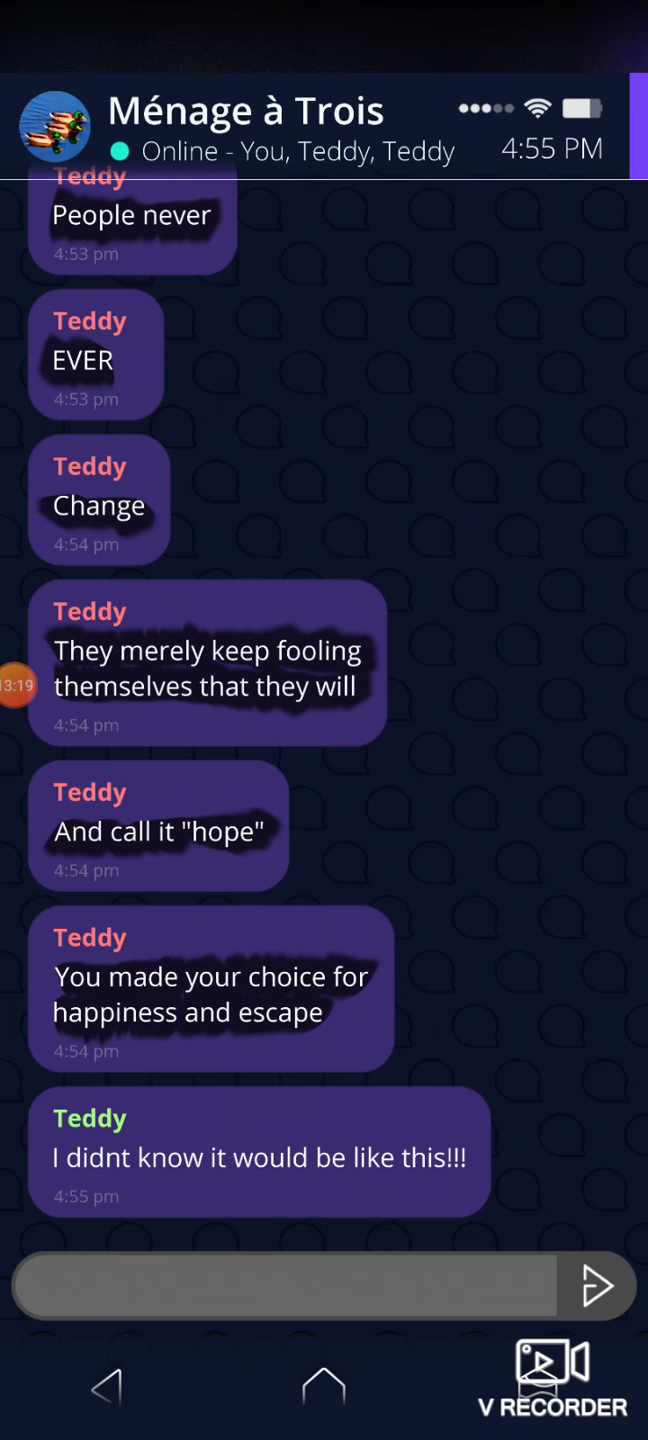 Ménage à Trois
Online - You, Teddy, Teddy
4:55 PM
Teddy
People never
4:53 pm
Teddy
EVER
4:53 pm
Teddy
Change
4:54 pm
Teddy
They merely keep fooling
themselves that they will
4:54 pm
13:19
Teddy
And call it "hope"
4:54 pm
Teddy
You made your choice for
happiness and escape
4:54 pm
Teddy
I didnt know it would be like this!!!
4:55 pm
V RECORDER